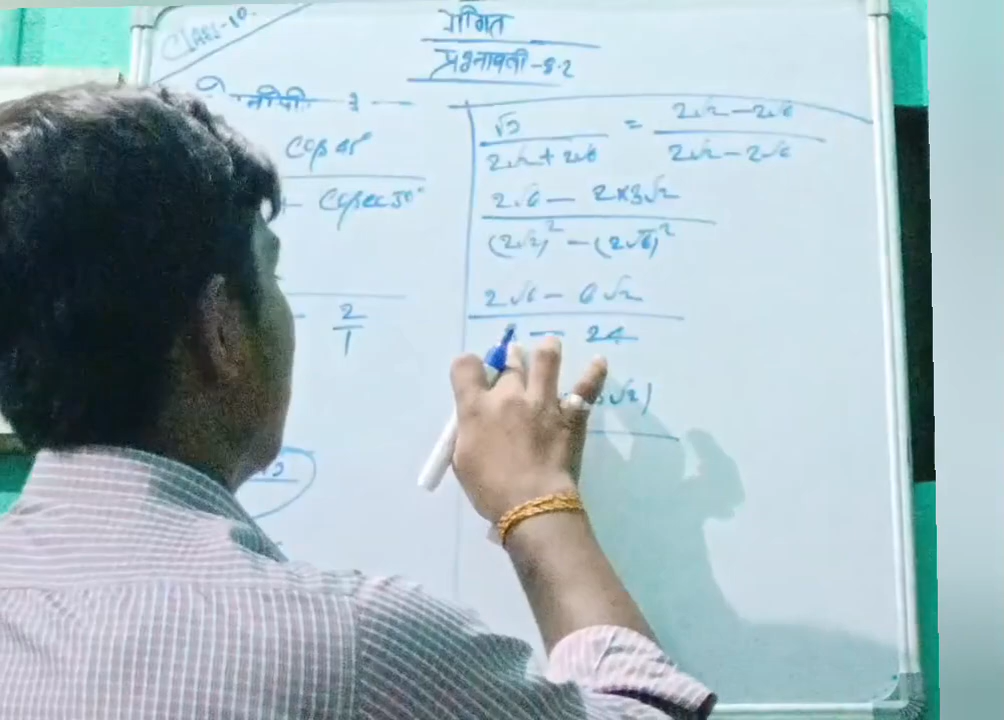 CLASS-10.
गणित
प्रश्नावली-8.2
cos 45°
cosec 30°
2
1
√3 / 2√2 + 2√6 = 2√2 - 2√6 / 2√2 - 2√6
2√6 - 2×3√2
(2√2)² - (2√6)²
2√6 - 6√2
- 24
3√2)